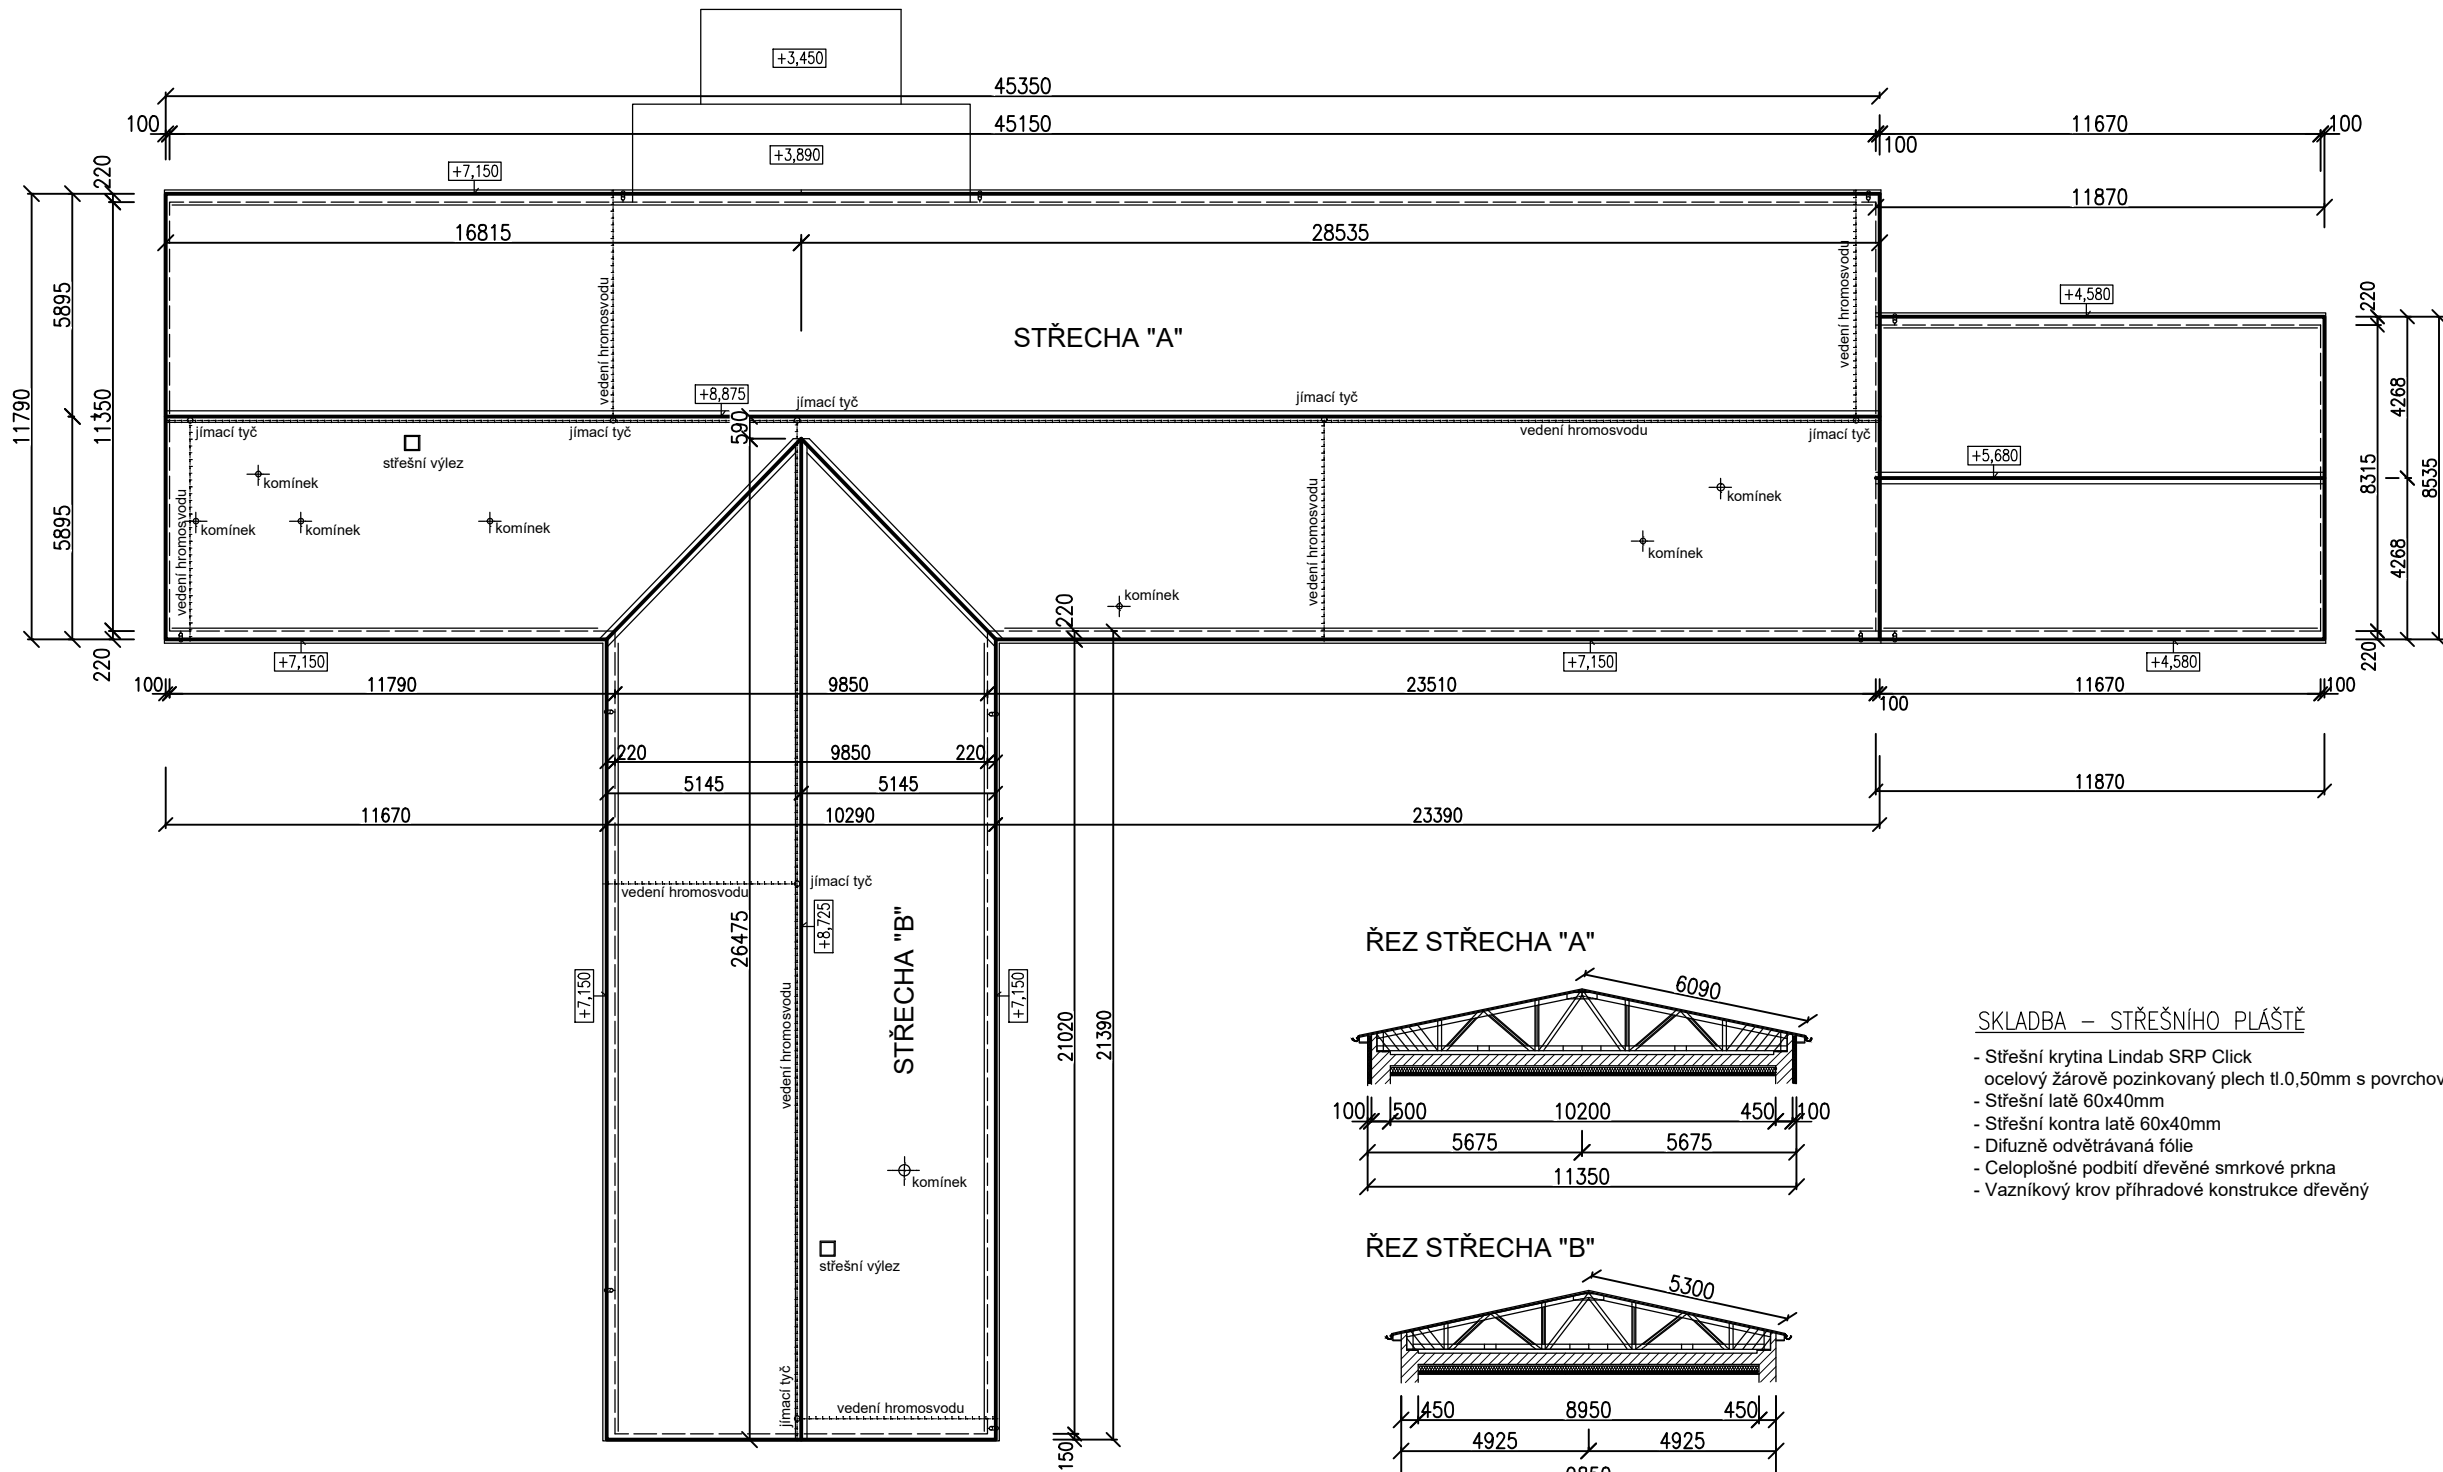 +3,450
45350
100
45150
100
11670
100
+3,890
+7,150
11870
220
16815
28535
5895
11790
11350
5895
220
vedení hromosvodu
vedení hromosvodu
STŘECHA "A"
+4,580
220
+8,875
jímací tyč
jímací tyč
590
jímací tyč
jímací tyč
vedení hromosvodu
jímací tyč
střešní výlez
+5,680
4268
8315
8535
4268
220
komínek
komínek
komínek
komínek
komínek
komínek
komínek
vedení hromosvodu
vedení hromosvodu
220
+7,150
+7,150
+4,580
100
11790
9850
23510
100
11670
100
220
9850
220
5145
5145
11870
11670
10290
23390
vedení hromosvodu
jímací tyč
+8,725
26475
STŘECHA "B"
+7,150
+7,150
vedení hromosvodu
21020
21390
komínek
střešní výlez
jímací tyč
vedení hromosvodu
150
ŘEZ STŘECHA "A"
6090
100
500
10200
450
100
5675
5675
11350
ŘEZ STŘECHA "B"
5300
450
8950
450
4925
4925
SKLADBA – STŘEŠNÍHO PLÁŠTĚ
- Střešní krytina Lindab SRP Click
ocelový žárově pozinkovaný plech tl.0,50mm s povrchov
- Střešní latě 60x40mm
- Střešní kontra latě 60x40mm
- Difuzně odvětrávaná fólie
- Celoplošné podbití dřevěné smrkové prkna
- Vazníkový krov příhradové konstrukce dřevěný